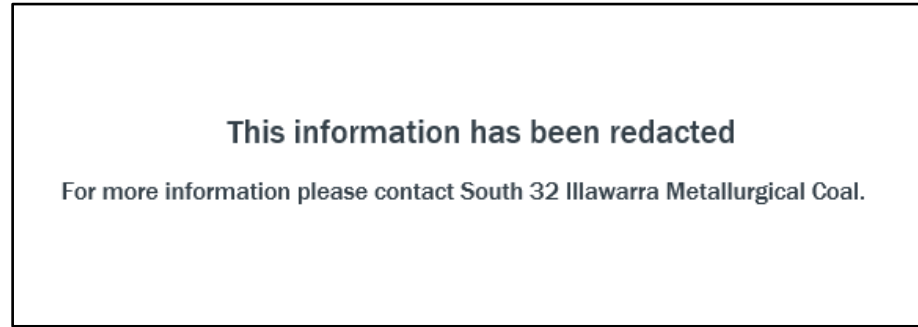 This information has been redacted
For more information please contact South 32 Illawarra Metallurgical Coal.